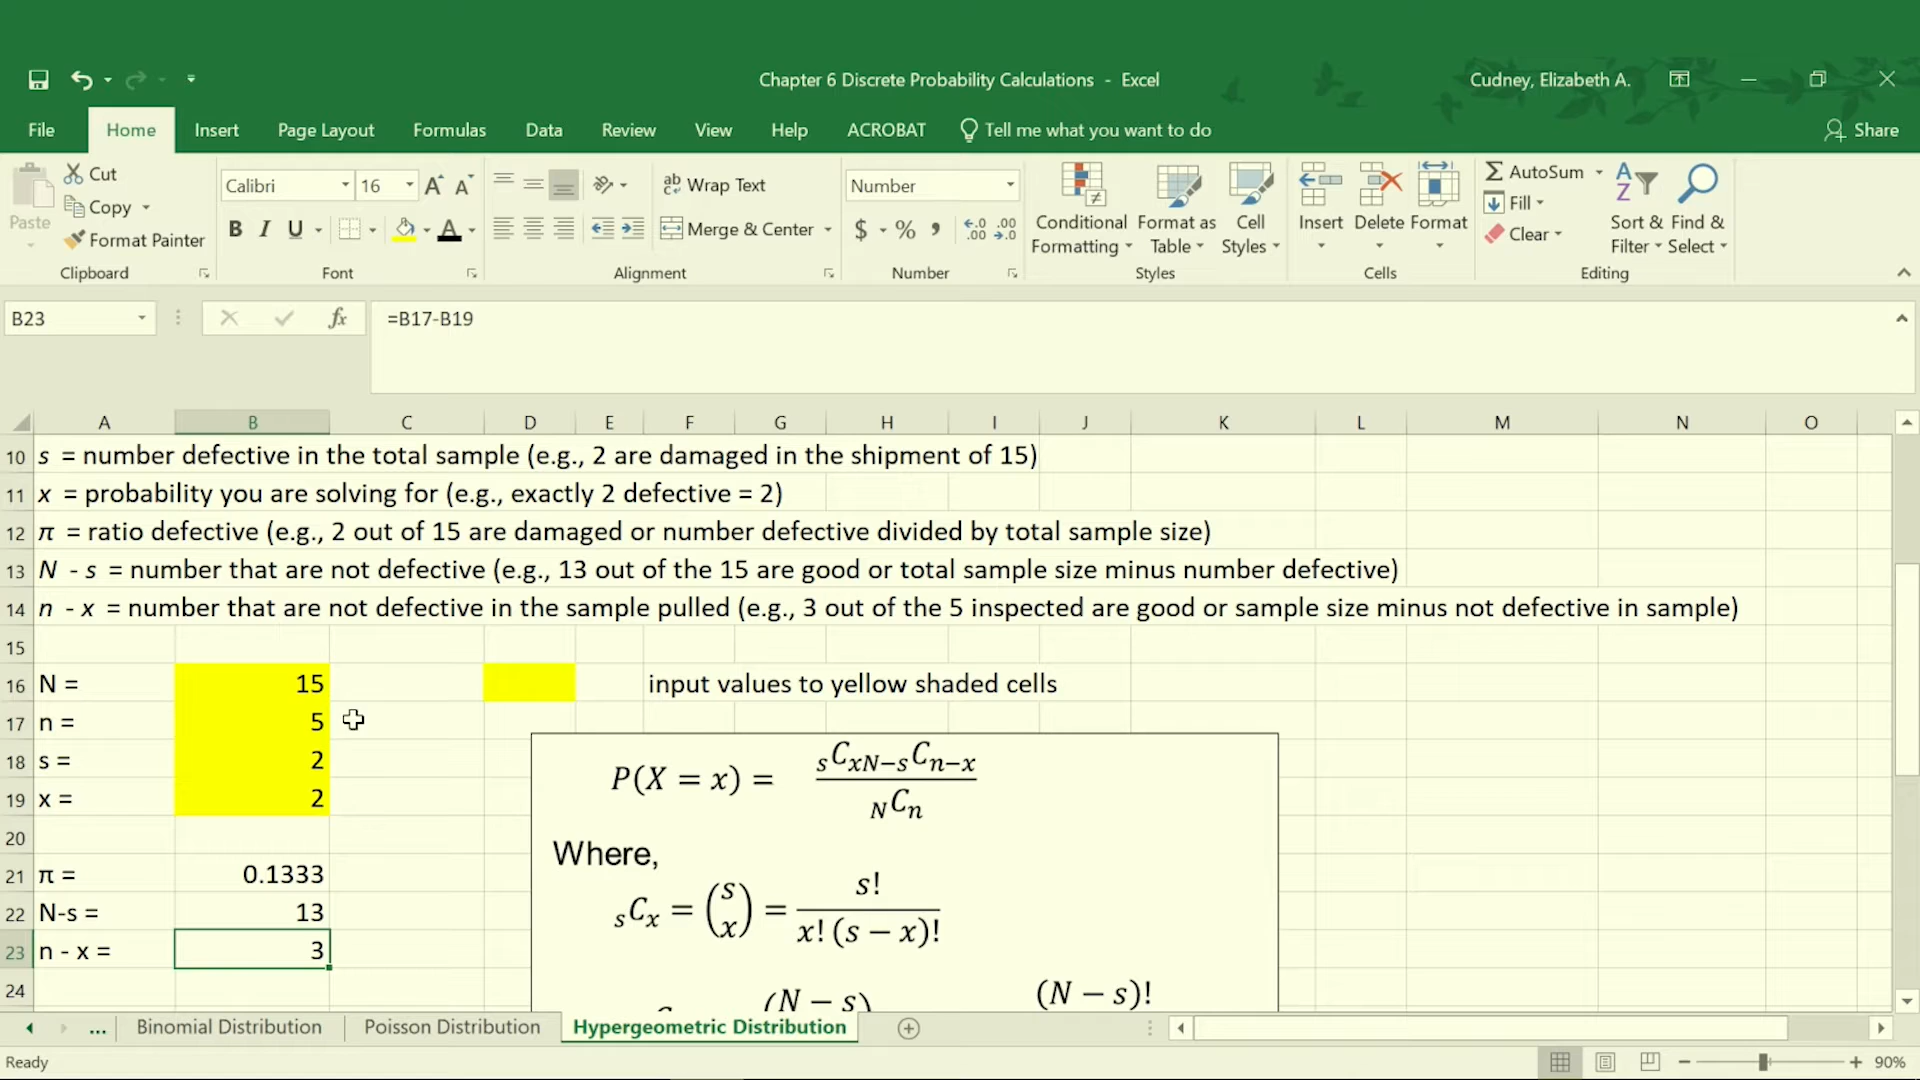 Chapter 6 Discrete Probability Calculations - Excel
Cudney, Elizabeth A.
File Home Insert Page Layout Formulas Data Review View Help ACROBAT Tell me what you want to do Share
Paste
Cut
Copy
Format Painter
Clipboard
Calibri 16 A A
B I U A
Font
Wrap Text
Merge & Center
Alignment
Number
$ % , .0 .00 .00 .0
Number
Conditional Formatting
Format as Table
Cell Styles
Styles
Insert Delete Format
Cells
AutoSum
Fill
Clear
Sort & Filter
Find & Select
Editing
B23 fx =B17-B19
A B C D E F G H I J K L M N O
10 s = number defective in the total sample (e.g., 2 are damaged in the shipment of 15)
11 x = probability you are solving for (e.g., exactly 2 defective = 2)
12 π = ratio defective (e.g., 2 out of 15 are damaged or number defective divided by total sample size)
13 N - s = number that are not defective (e.g., 13 out of the 15 are good or total sample size minus number defective)
14 n - x = number that are not defective in the sample pulled (e.g., 3 out of the 5 inspected are good or sample size minus not defective in sample)
15
16 N = 15 input values to yellow shaded cells
17 n = 5
18 s = 2
19 x = 2
20
21 π = 0.1333
22 N-s = 13
23 n - x = 3
24
P(X = x) = sCxN−sCn−x
NCn
Where,
sCx = (s x) = s!
x! (s − x)!
(N − s) (N − s)!
... Binomial Distribution Poisson Distribution Hypergeometric Distribution
Ready 90%